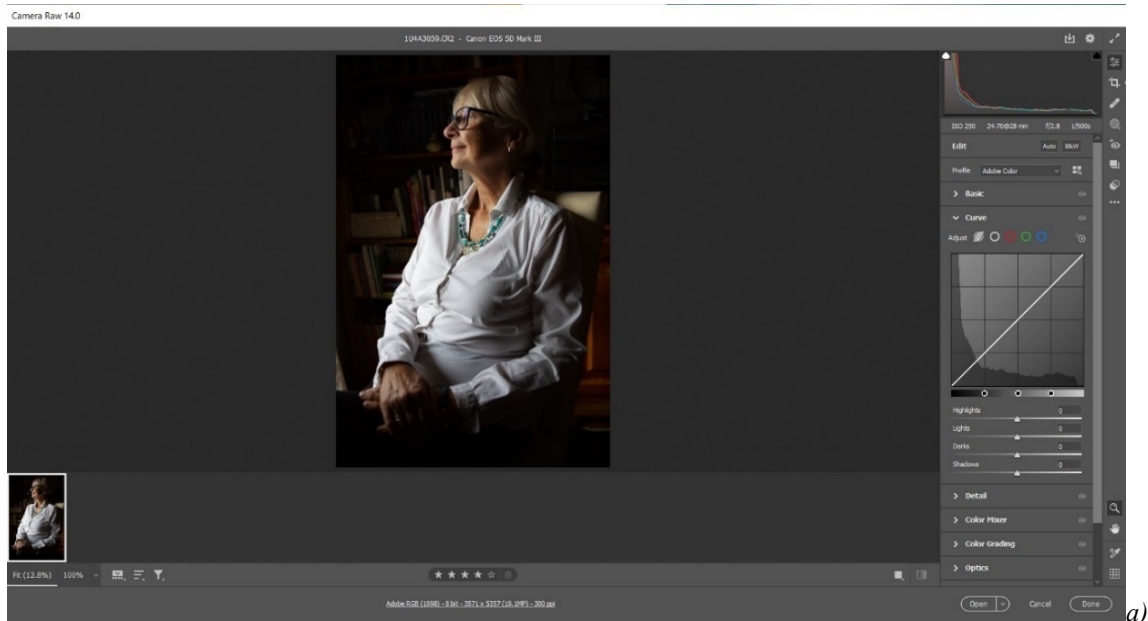 Camera Raw 14.0
1U4A3059.CR2 - Canon EOS 5D Mark III
ISO 250 24-70@28 mm f/2.8 1/500s
Edit Auto B&W
Profile Adobe Color
Basic
Curve
Adjust
Highlights 0
Lights 0
Darks 0
Shadows 0
Detail
Color Mixer
Color Grading
Optics
Fit (12.8%) 100%
Adobe RGB (1998) - 8 bit - 3571 x 5357 (19.1MP) - 300 ppi
Open Cancel Done
a)